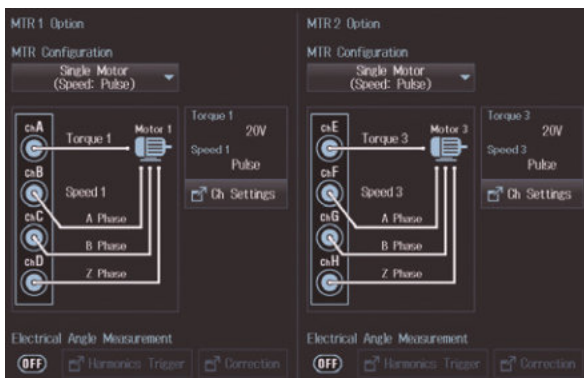 MTR1 Option
MTR Configuration
Single Motor
(Speed: Pulse)
chA
Torque 1
Motor 1
chB
Speed 1
chC
A Phase
B Phase
chD
Z Phase
Torque 1
20V
Speed 1
Pulse
Ch Settings
Electrical Angle Measurement
OFF
Harmonics Trigger
Correction
MTR2 Option
MTR Configuration
Single Motor
(Speed: Pulse)
chE
Torque 3
Motor 3
chF
Speed 3
chG
A Phase
B Phase
chH
Z Phase
Torque 3
20V
Speed 3
Pulse
Ch Settings
Electrical Angle Measurement
OFF
Harmonics Trigger
Correction